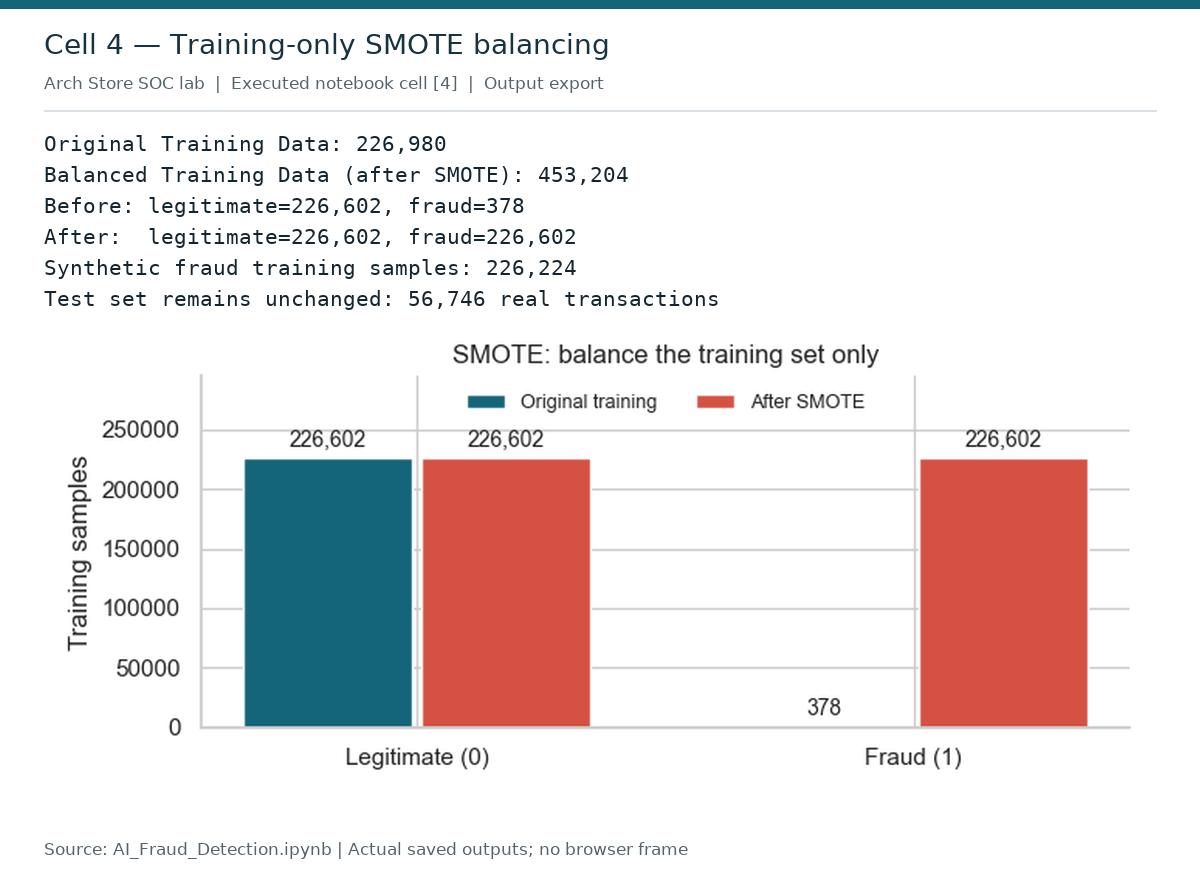 Cell 4 — Training-only SMOTE balancing
Arch Store SOC lab | Executed notebook cell [4] | Output export
Original Training Data: 226,980
Balanced Training Data (after SMOTE): 453,204
Before: legitimate=226,602, fraud=378
After:  legitimate=226,602, fraud=226,602
Synthetic fraud training samples: 226,224
Test set remains unchanged: 56,746 real transactions
SMOTE: balance the training set only
Original training
After SMOTE
Training samples
250000
200000
150000
100000
50000
0
226,602
226,602
378
226,602
Legitimate (0)
Fraud (1)
Source: AI_Fraud_Detection.ipynb | Actual saved outputs; no browser frame